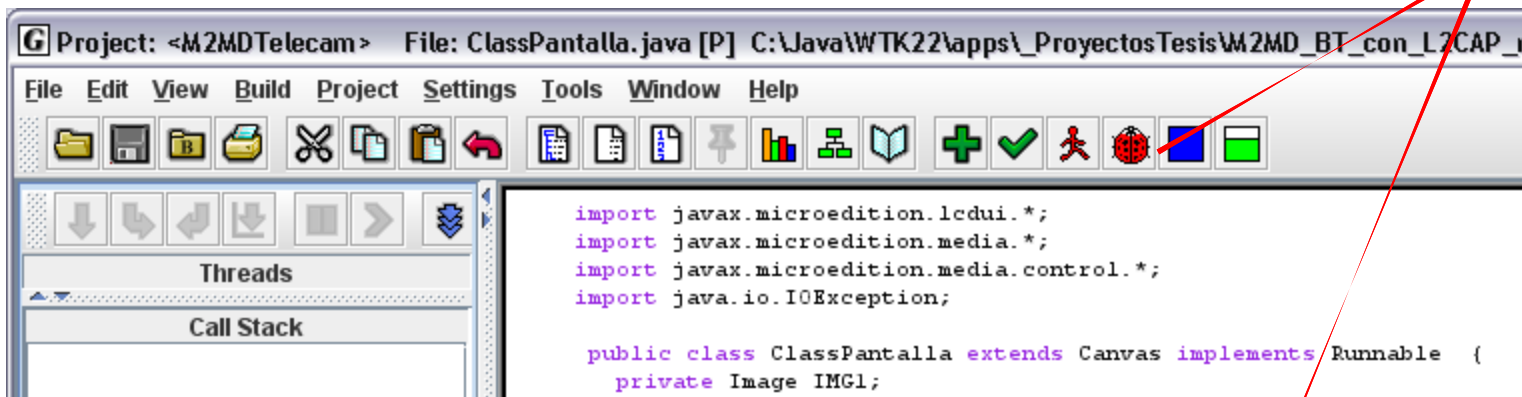 G Project: <M2MDTelecam> File: ClassPantalla.java [P] C:\Java\WTK22\apps\_ProyectosTesis\M2MD_BT_con_L2CAP_
File Edit View Build Project Settings Tools Window Help
B
Threads
Call Stack
import javax.microedition.lcdui.*;
import javax.microedition.media.*;
import javax.microedition.media.control.*;
import java.io.IOException;
public class ClassPantalla extends Canvas implements Runnable {
private Image IMG1;